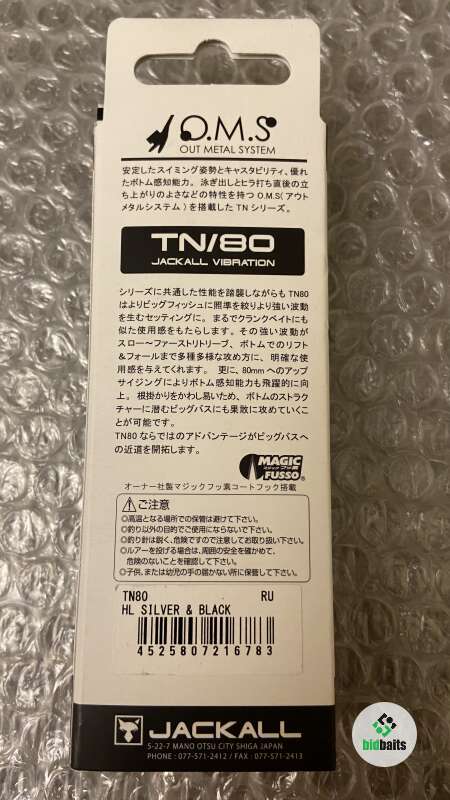 O.M.S
OUT METAL SYSTEM
安定したスイミング姿勢とキャスタビリティ、優れ
たボトム感知能力。泳ぎ出しとヒラ打ち直後の立
ち上がりのよさなどの特性を持つO.M.S(アウト
メタルシステム)を搭載したTNシリーズ。
TN/80
JACKALL VIBRATION
シリーズに共通した性能を踏襲しながらもTN80
はよりビッグフィッシュに照準を絞りより強い波動
を生むセッティングに。まるでクランクベイトにも
似た使用感をもたらします。その強い波動が
スロー〜ファーストリトリーブ、ボトムでのリフト
&フォールまで多種多様な攻め方に、明確な使
用感を与えてくれます。更に、80mmへのアップ
サイジングによりボトム感知能力も飛躍的に向
上。根掛かりをかわし易いため、ボトムのストラク
チャーに潜むビッグバスにも果敢に攻めていくこ
とが可能です。
TN80ならではのアドバンテージがビッグバスへ
の近道を開拓します。
MAGIC
マジックフッ素
FUSSO
オーナー社製マジックフッ素コートフック搭載
ご注意
◎高温となる場所での保管は避けて下さい。
◎釣り以外の目的でご使用にならないで下さい。
◎釣り針は鋭く、危険ですので注意してお取り扱い下さい。
◎ルアーを投げる場合は、周囲の安全を確かめて、
危険のないことを確認して下さい。
◎子供、または幼児の手の届かない所に保管して下さい。
TN80 RU
HL SILVER & BLACK
4525807216783
JACKALL
5-22-7 MANO OTSU CITY SHIGA JAPAN
PHONE : 077-571-2412 / FAX : 077-571-2413
bidbaits